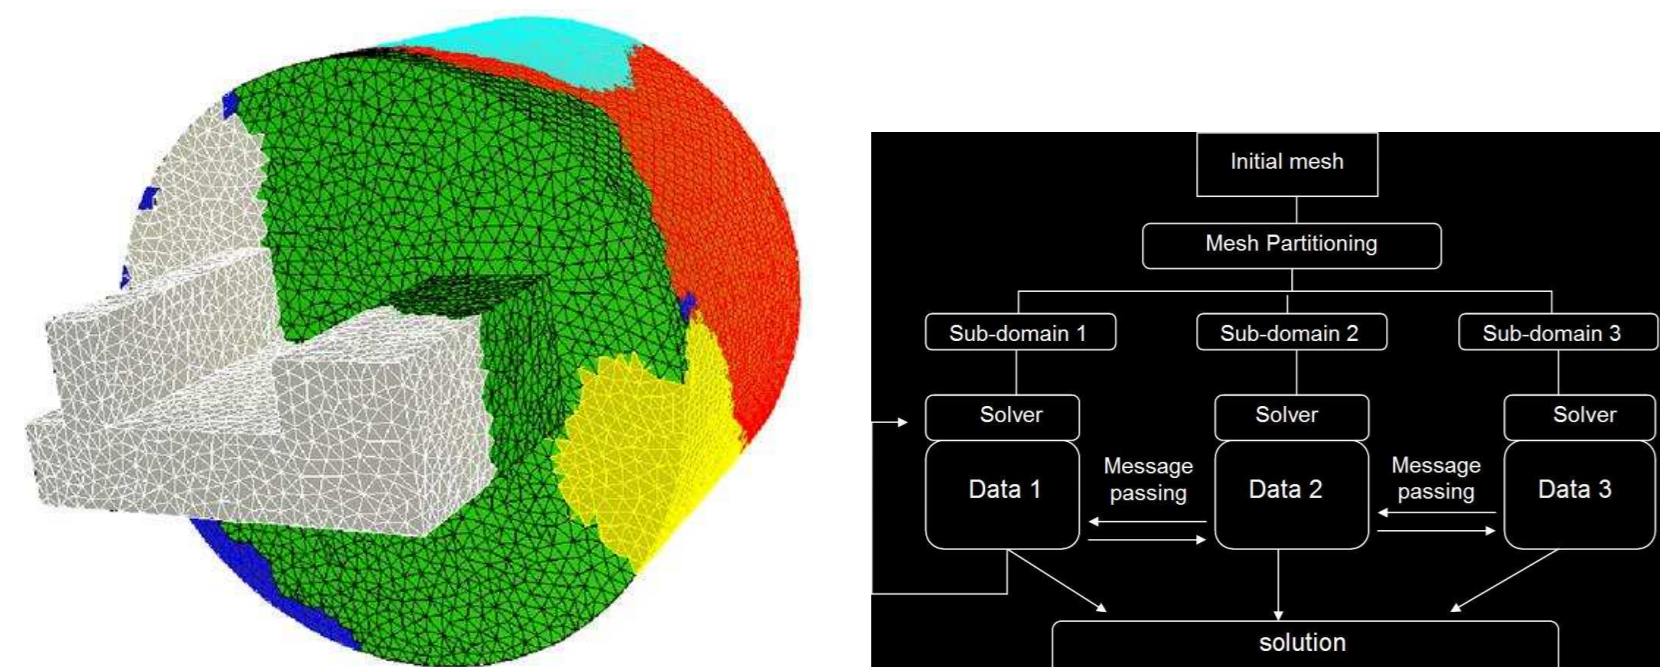 Initial mesh
Mesh Partitioning
Sub-domain 1
Sub-domain 2
Sub-domain 3
Solver
Solver
Solver
Message
passing
Message
passing
Data 1
Data 2
Data 3
solution